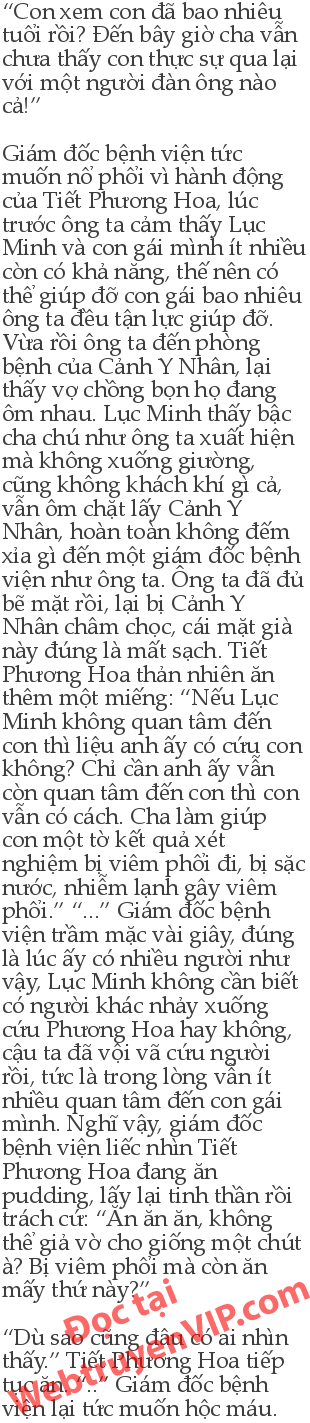 “Con xem con đã bao nhiêu
tuổi rồi? Đến bây giờ cha vẫn
chưa thấy con thực sự qua lại
với một người đàn ông nào
cả!”

Giám đốc bệnh viện tức
muốn nổ phổi vì hành động
của Tiết Phương Hoa, lúc
trước ông ta cảm thấy Lục
Minh và con gái mình ít nhiều
còn có khả năng, thế nên có
thể giúp đỡ con gái bao nhiêu
ông ta đều tận lực giúp đỡ.
Vừa rồi ông ta đến phòng
bệnh của Cảnh Y Nhân, lại
thấy vợ chồng bọn họ đang
ôm nhau. Lục Minh thấy bậc
cha chú như ông ta xuất hiện
mà không xuống giường,
cũng không khách khí gì cả,
vẫn ôm chặt lấy Cảnh Y
Nhân, hoàn toàn không đếm
xỉa gì đến một giám đốc bệnh
viện như ông ta. Ông ta đã đủ
bẽ mặt rồi, lại bị Cảnh Y
Nhân châm chọc, cái mặt già
này đúng là mất sạch. Tiết
Phương Hoa thản nhiên ăn
thêm một miếng: “Nếu Lục
Minh không quan tâm đến
con thì liệu anh ấy có cứu con
không? Chỉ cần anh ấy vẫn
còn quan tâm đến con thì con
vẫn có cách. Cha làm giúp
con một tờ kết quả xét
nghiệm bị viêm phổi đi, bị sặc
nước, nhiễm lạnh gây viêm
phổi.” “...” Giám đốc bệnh
viện trầm mặc vài giây, đúng
là lúc ấy có nhiều người như
vậy, Lục Minh không cần biết
có người khác nhảy xuống
cứu Phương Hoa hay không,
cậu ta đã vội vã cứu người
rồi, tức là trong lòng vẫn ít
nhiều quan tâm đến con gái
mình. Nghĩ vậy, giám đốc
bệnh viện liếc nhìn Tiết
Phương Hoa đang ăn
pudding, lấy lại tinh thần rồi
trách cứ: “Ăn ăn ăn, không
thể giả vờ cho giống một chút
à? Bị viêm phổi mà còn ăn
mấy thứ này?”

“Dù sao cũng đâu có ai nhìn
thấy.” Tiết Phương Hoa tiếp
tục ăn. “..” Giám đốc bệnh
viện lại tức muốn hộc máu.
Đọc tại
WebtruyenVIP.com